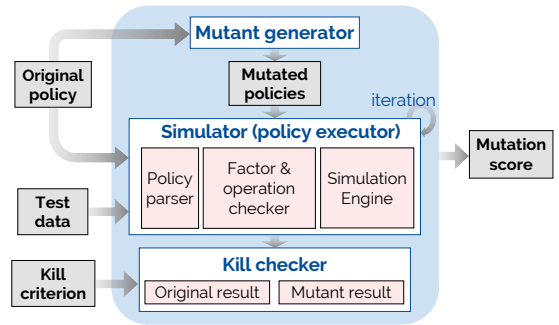 Mutant generator
Original
policy
Mutated
policies
iteration
Simulator (policy executor)
Policy
parser
Factor &
operation
checker
Simulation
Engine
Mutation
score
Test
data
Kill checker
Kill
criterion
Original result
Mutant result